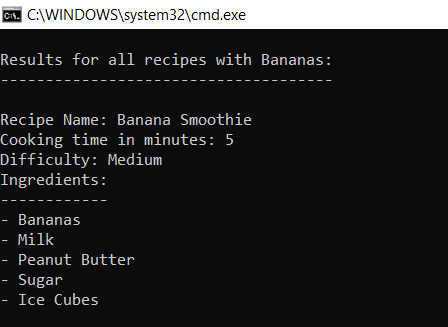 C:\WINDOWS\system32\cmd.exe
Results for all recipes with Bananas:
-------------------------------------
Recipe Name: Banana Smoothie
Cooking time in minutes: 5
Difficulty: Medium
Ingredients:
------------
- Bananas
- Milk
- Peanut Butter
- Sugar
- Ice Cubes